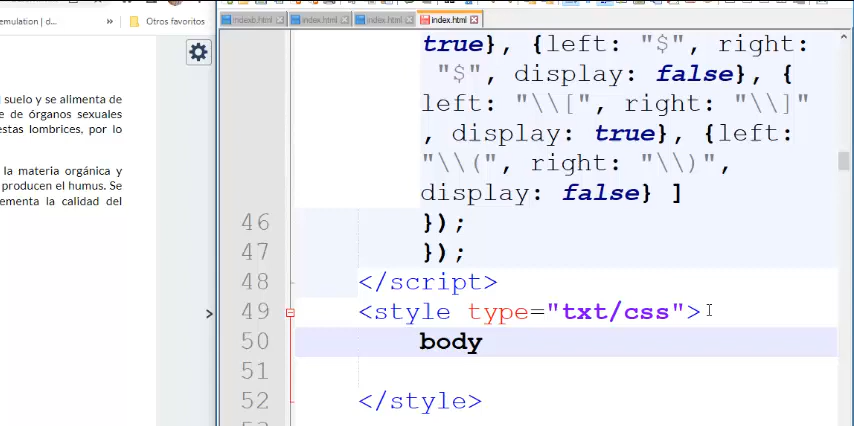 emulation | d...
»
Otros favoritos
suelo y se alimenta de
e de órganos sexuales
estas lombrices, por lo
la materia orgánica y
producen el humus. Se
ementa la calidad del
index.html
index.html
index.html
true}, {left: "$", right:
"$", display: false}, {
left: "\\[", right: "\\]"
, display: true}, {left:
"\\(", right: "\\)",
display: false} ]
46 });
47 });
48 </script>
49 <style type="txt/css">
50 body
51
52 </style>